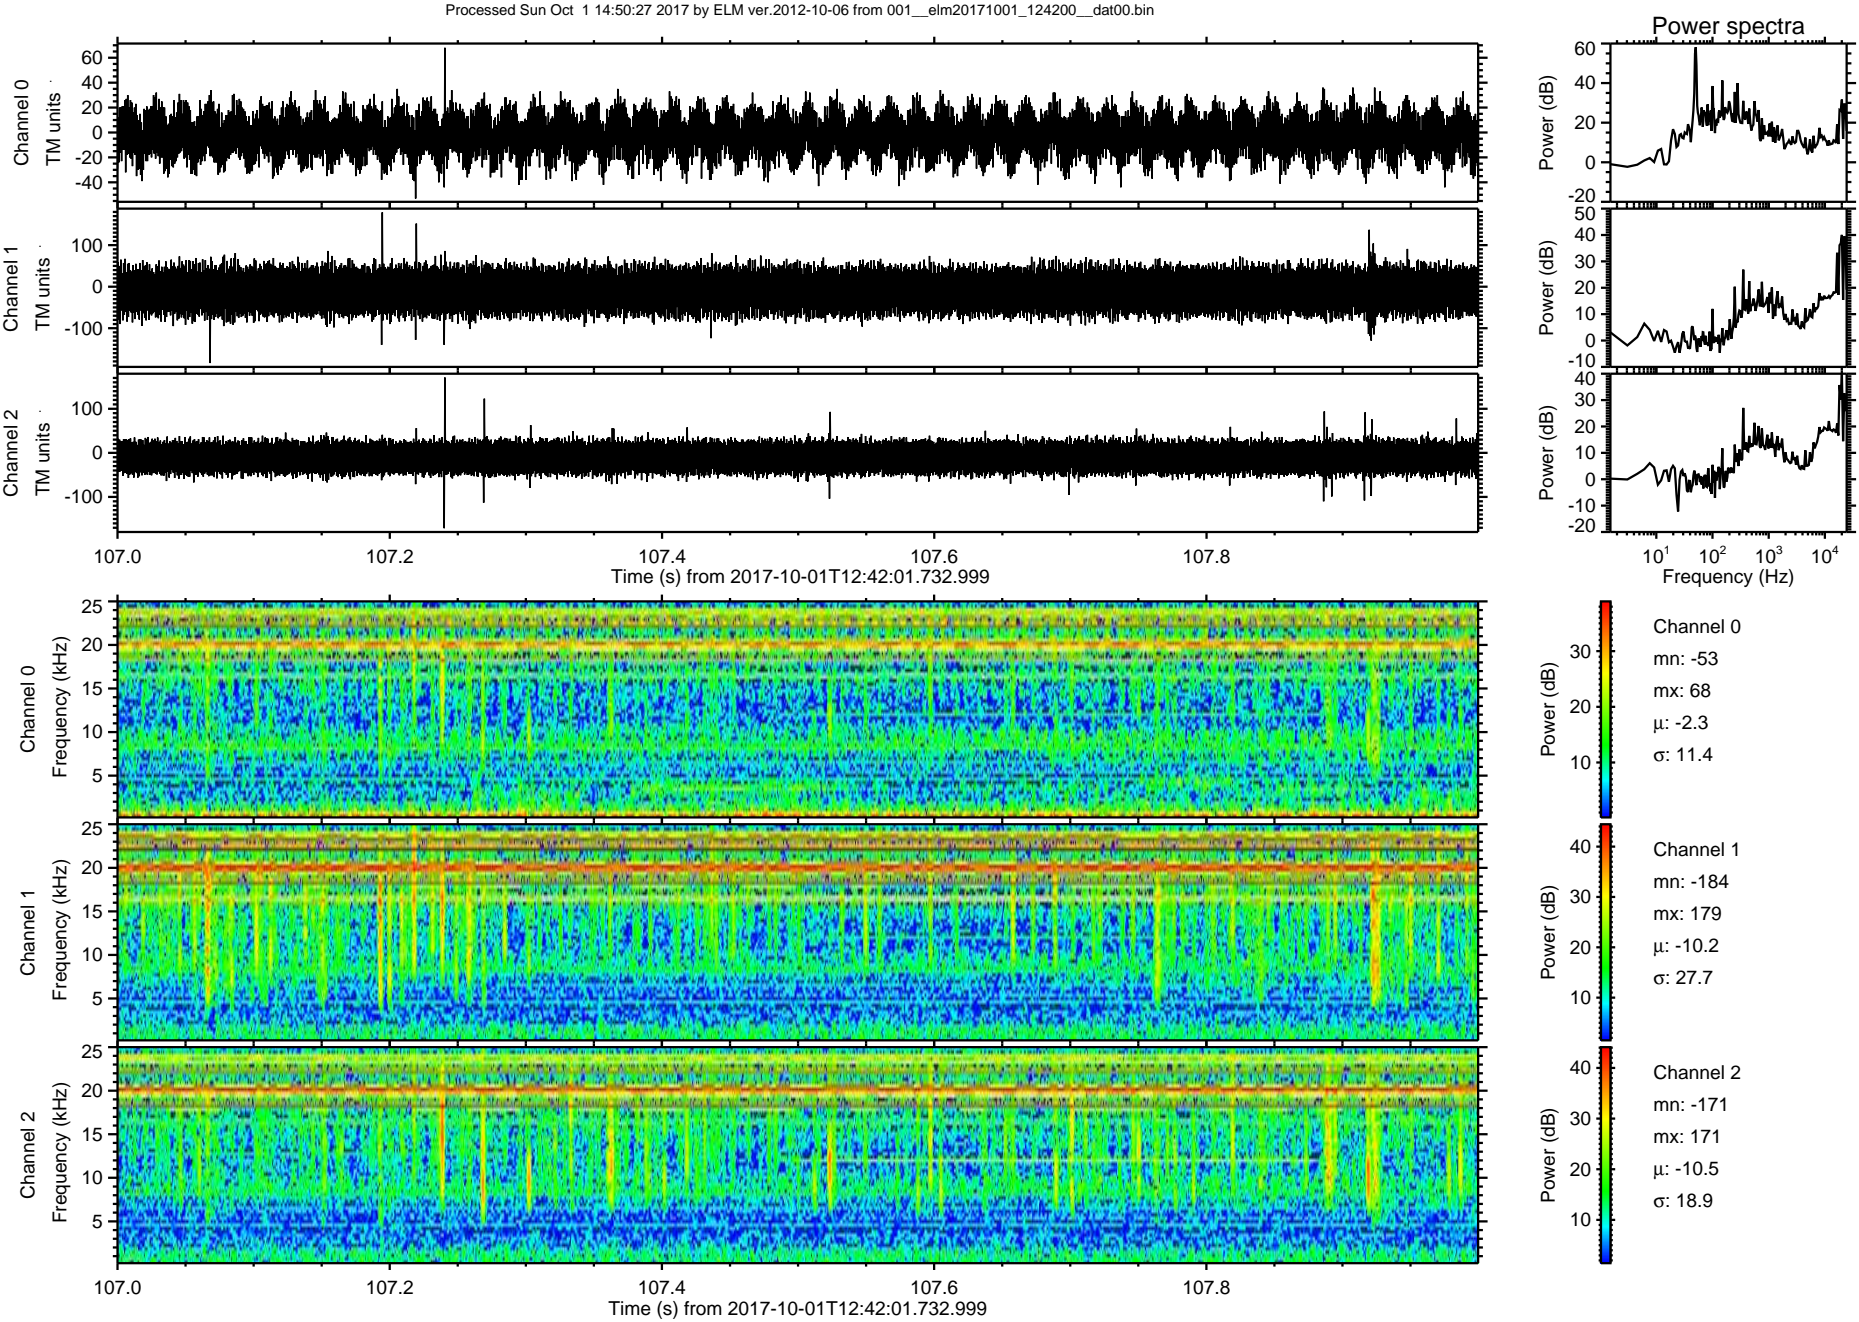 Processed Sun Oct  1 14:50:27 2017 by ELM ver.2012-10-06 from 001__elm20171001_124200__dat00.bin
Power spectra
Channel 0
TM units
60
40
20
0
-20
-40
Power (dB)
60
40
20
0
-20
Channel 1
TM units
100
0
-100
Power (dB)
50
40
30
20
10
0
-10
Channel 2
TM units
100
0
-100
Power (dB)
40
30
20
10
0
-10
-20
107.0 107.2 107.4 107.6 107.8
Time (s) from 2017-10-01T12:42:01.732.999
10¹ 10² 10³ 10⁴
Frequency (Hz)
Channel 0
Frequency (kHz)
25
20
15
10
5
Power (dB)
30
20
10
Channel 0
mn: -53
mx: 68
μ: -2.3
σ: 11.4
Channel 1
Frequency (kHz)
25
20
15
10
5
Power (dB)
40
30
20
10
Channel 1
mn: -184
mx: 179
μ: -10.2
σ: 27.7
Channel 2
Frequency (kHz)
25
20
15
10
5
Power (dB)
40
30
20
10
Channel 2
mn: -171
mx: 171
μ: -10.5
σ: 18.9
107.0 107.2 107.4 107.6 107.8
Time (s) from 2017-10-01T12:42:01.732.999